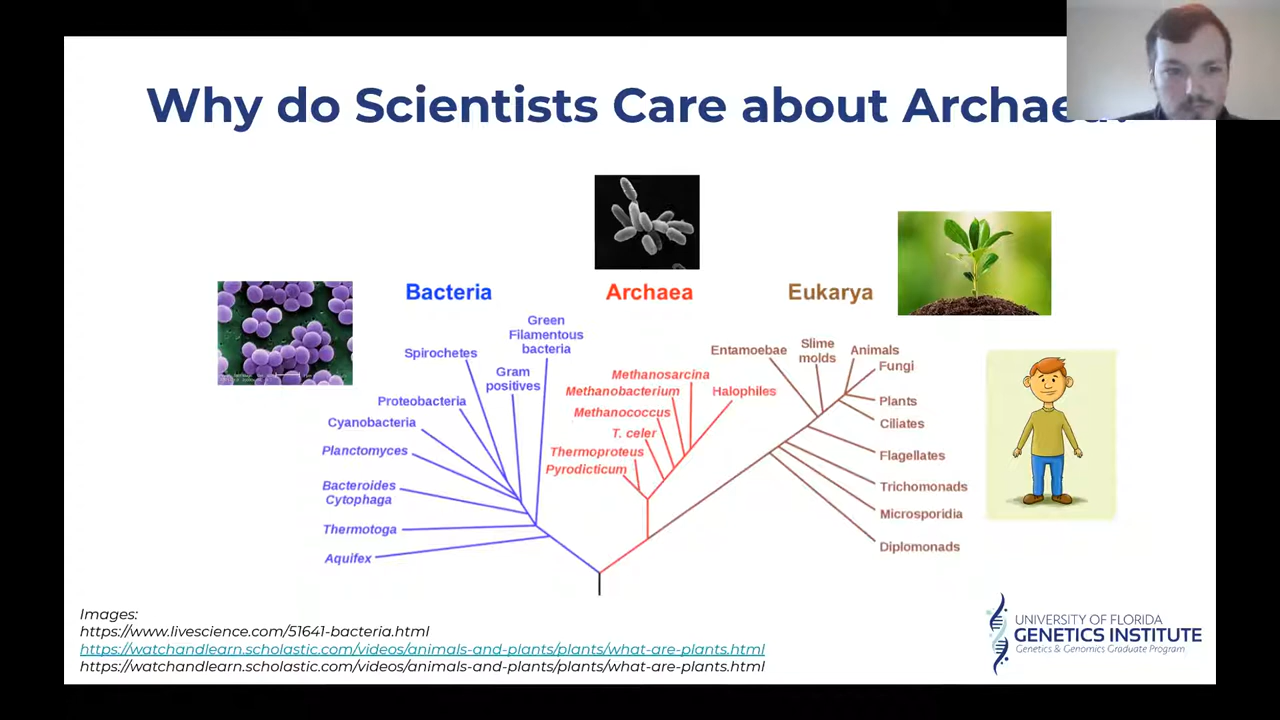 Why do Scientists Care about Archaea?
Bacteria
Archaea
Eukarya
Green
Filamentous
bacteria
Spirochetes
Gram
positives
Proteobacteria
Cyanobacteria
Planctomyces
Bacteroides
Cytophaga
Thermotoga
Aquifex
Methanosarcina
Methanobacterium
Halophiles
Methanococcus
T. celer
Thermoproteus
Pyrodicticum
Entamoebae
Slime
molds
Animals
Fungi
Plants
Ciliates
Flagellates
Trichomonads
Microsporidia
Diplomonads
Images:
https://www.livescience.com/51641-bacteria.html
https://watchandlearn.scholastic.com/videos/animals-and-plants/plants/what-are-plants.html
https://watchandlearn.scholastic.com/videos/animals-and-plants/plants/what-are-plants.html
UNIVERSITY OF FLORIDA
GENETICS INSTITUTE
Genetics & Genomics Graduate Program